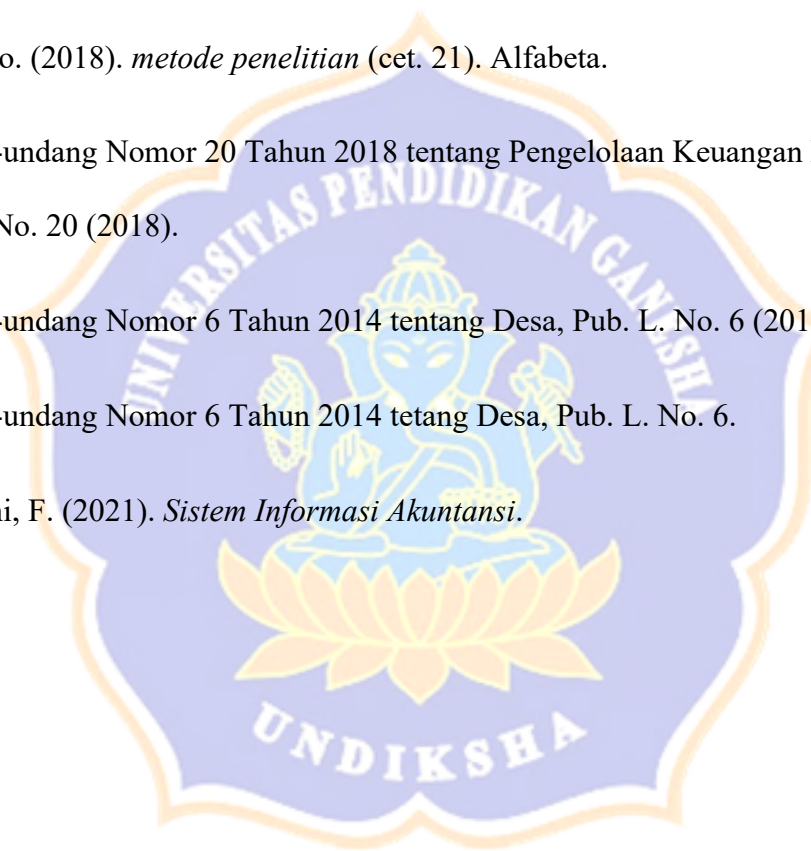 o. (2018). metode penelitian (cet. 21). Alfabeta.
-undang Nomor 20 Tahun 2018 tentang Pengelolaan Keuangan
No. 20 (2018).
UNIVERSITAS PENDIDIKAN GANESHA
-undang Nomor 6 Tahun 2014 tentang Desa, Pub. L. No. 6 (201
-undang Nomor 6 Tahun 2014 tetang Desa, Pub. L. No. 6.
ni, F. (2021). Sistem Informasi Akuntansi.
UNDIKSHA